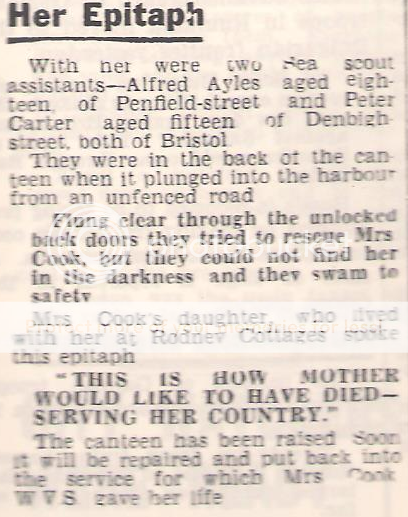 Her Epitaph
With her were two sea scout
assistants—Alfred Ayles aged eigh-
teen, of Penfield-street and Peter
Carter aged fifteen of Denbigh-
street, both of Bristol
They were in the back of the can-
teen when it plunged into the harbour
from an unfenced road
Flung clear through the unlocked
back doors they tried to rescue Mrs
Cook, but they could not find her
in the darkness and they swam to
safety
Mrs Cook's daughter, who lived
with her at Rodney Cottages spoke
this epitaph
"THIS IS HOW MOTHER
WOULD LIKE TO HAVE DIED—
SERVING HER COUNTRY."
The canteen has been raised Soon
it will be repaired and put back into
the service for which Mrs Cook
W V S. gave her life